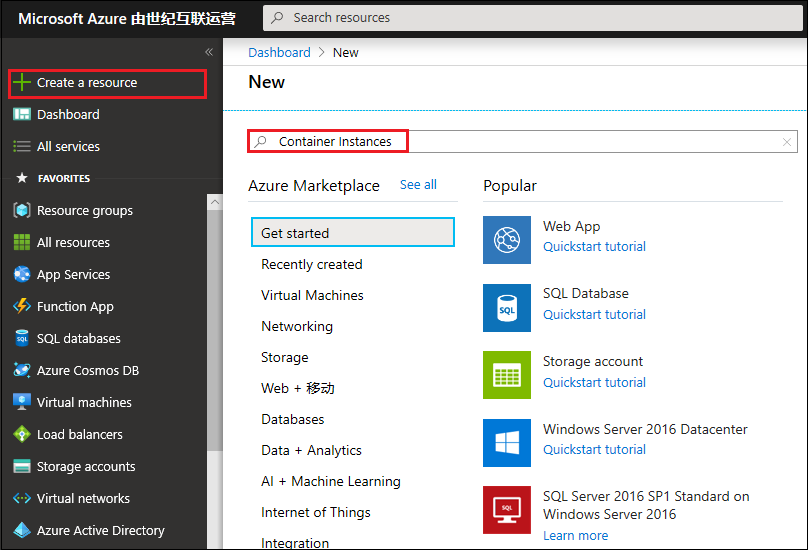 Microsoft Azure 由世纪互联运营
Search resources
«
Create a resource
Dashboard
All services
FAVORITES
Resource groups
All resources
App Services
Function App
SQL databases
Azure Cosmos DB
Virtual machines
Load balancers
Storage accounts
Virtual networks
Azure Active Directory
Dashboard > New
New
Container Instances
Azure Marketplace See all
Get started
Recently created
Virtual Machines
Networking
Storage
Web + 移动
Databases
Data + Analytics
AI + Machine Learning
Internet of Things
Integration
Popular
Web App
Quickstart tutorial
SQL
SQL Database
Quickstart tutorial
Storage account
Quickstart tutorial
Windows Server 2016 Datacenter
Quickstart tutorial
SQL
SQL Server 2016 SP1 Standard on
Windows Server 2016
Learn more